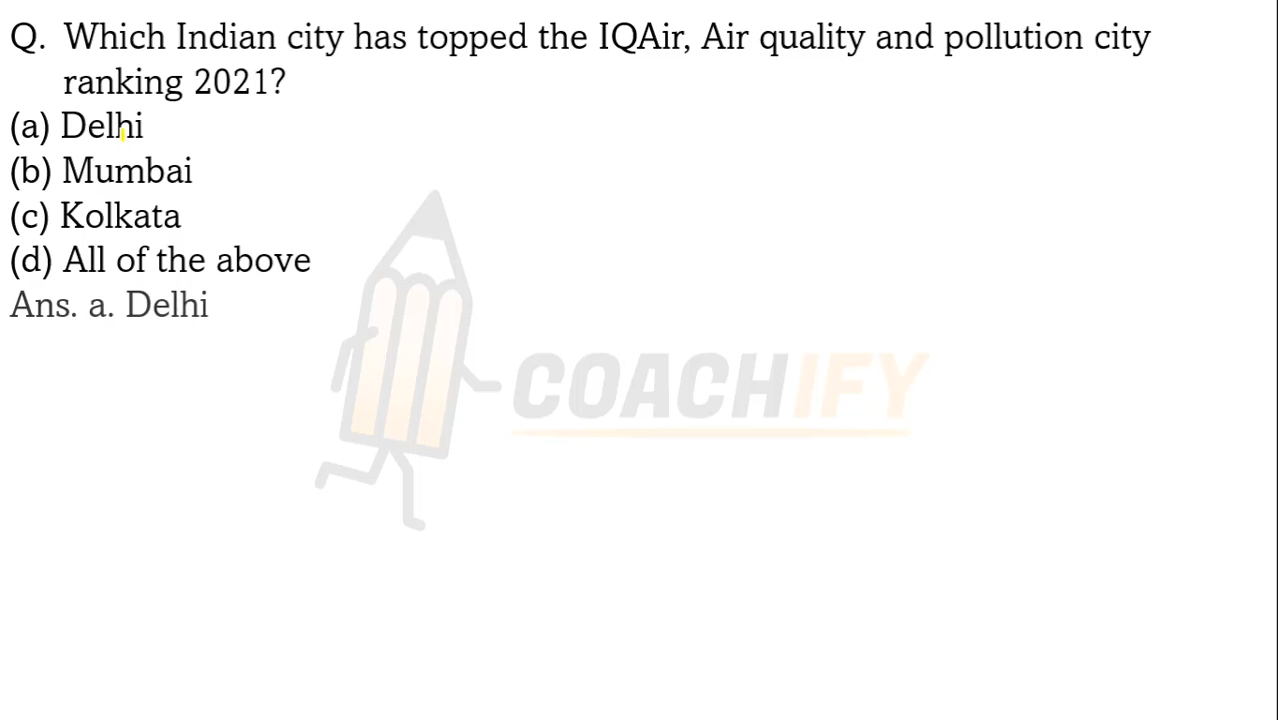 Q. Which Indian city has topped the IQAir, Air quality and pollution city
ranking 2021?
(a) Delhi
(b) Mumbai
(c) Kolkata
(d) All of the above
Ans. a. Delhi
COACHIFY